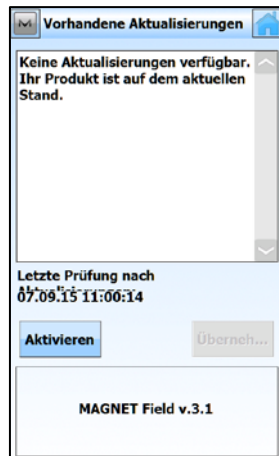 Vorhandene Aktualisierungen
Keine Aktualisierungen verfügbar.
Ihr Produkt ist auf dem aktuellen
Stand.
Letzte Prüfung nach
07.09.15 11:00:14
Aktivieren
Überneh...
MAGNET Field v.3.1